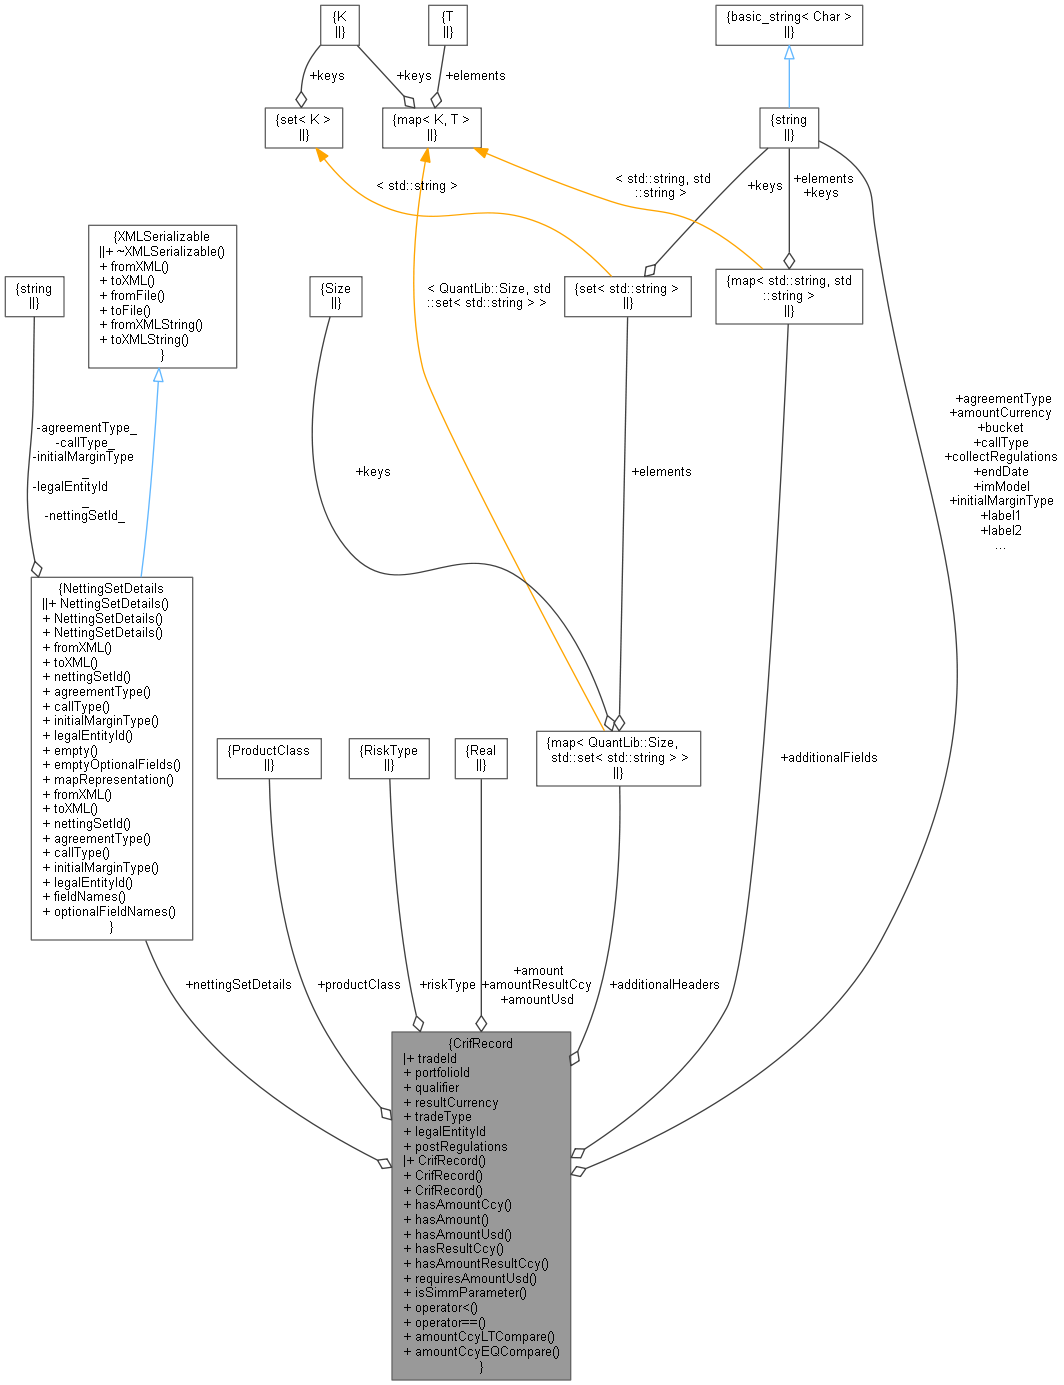 {K
||}
{T
||}
{basic_string< Char >
||}
+keys
+keys
+elements
{set< K >
||}
{map< K, T >
||}
{string
||}
< std::string >
< std::string, std
::string >
+keys
+elements
+keys
{XMLSerializable
||+ ~XMLSerializable()
+ fromXML()
+ toXML()
+ fromFile()
+ toFile()
+ fromXMLString()
+ toXMLString()
}
{string
||}
{Size
||}
< QuantLib::Size, std
::set< std::string > >
{set< std::string >
||}
{map< std::string, std
::string >
||}
-agreementType_
-callType_
-initialMarginType
_
-legalEntityId
_
-nettingSetId_
+keys
+elements
+agreementType
+amountCurrency
+bucket
+callType
+collectRegulations
+endDate
+imModel
+initialMarginType
+label1
+label2
...
{NettingSetDetails
||+ NettingSetDetails()
+ NettingSetDetails()
+ NettingSetDetails()
+ fromXML()
+ toXML()
+ nettingSetId()
+ agreementType()
+ callType()
+ initialMarginType()
+ legalEntityId()
+ empty()
+ emptyOptionalFields()
+ mapRepresentation()
+ fromXML()
+ toXML()
+ nettingSetId()
+ agreementType()
+ callType()
+ initialMarginType()
+ legalEntityId()
+ fieldNames()
+ optionalFieldNames()
}
{ProductClass
||}
{RiskType
||}
{Real
||}
{map< QuantLib::Size,
std::set< std::string > >
||}
+additionalFields
+nettingSetDetails
+productClass
+riskType
+amount
+amountResultCcy
+amountUsd
+additionalHeaders
{CrifRecord
|+ tradeId
+ portfolioId
+ qualifier
+ resultCurrency
+ tradeType
+ legalEntityId
+ postRegulations
|+ CrifRecord()
+ CrifRecord()
+ CrifRecord()
+ hasAmountCcy()
+ hasAmount()
+ hasAmountUsd()
+ hasResultCcy()
+ hasAmountResultCcy()
+ requiresAmountUsd()
+ isSimmParameter()
+ operator<()
+ operator==()
+ amountCcyLTCompare()
+ amountCcyEQCompare()
}